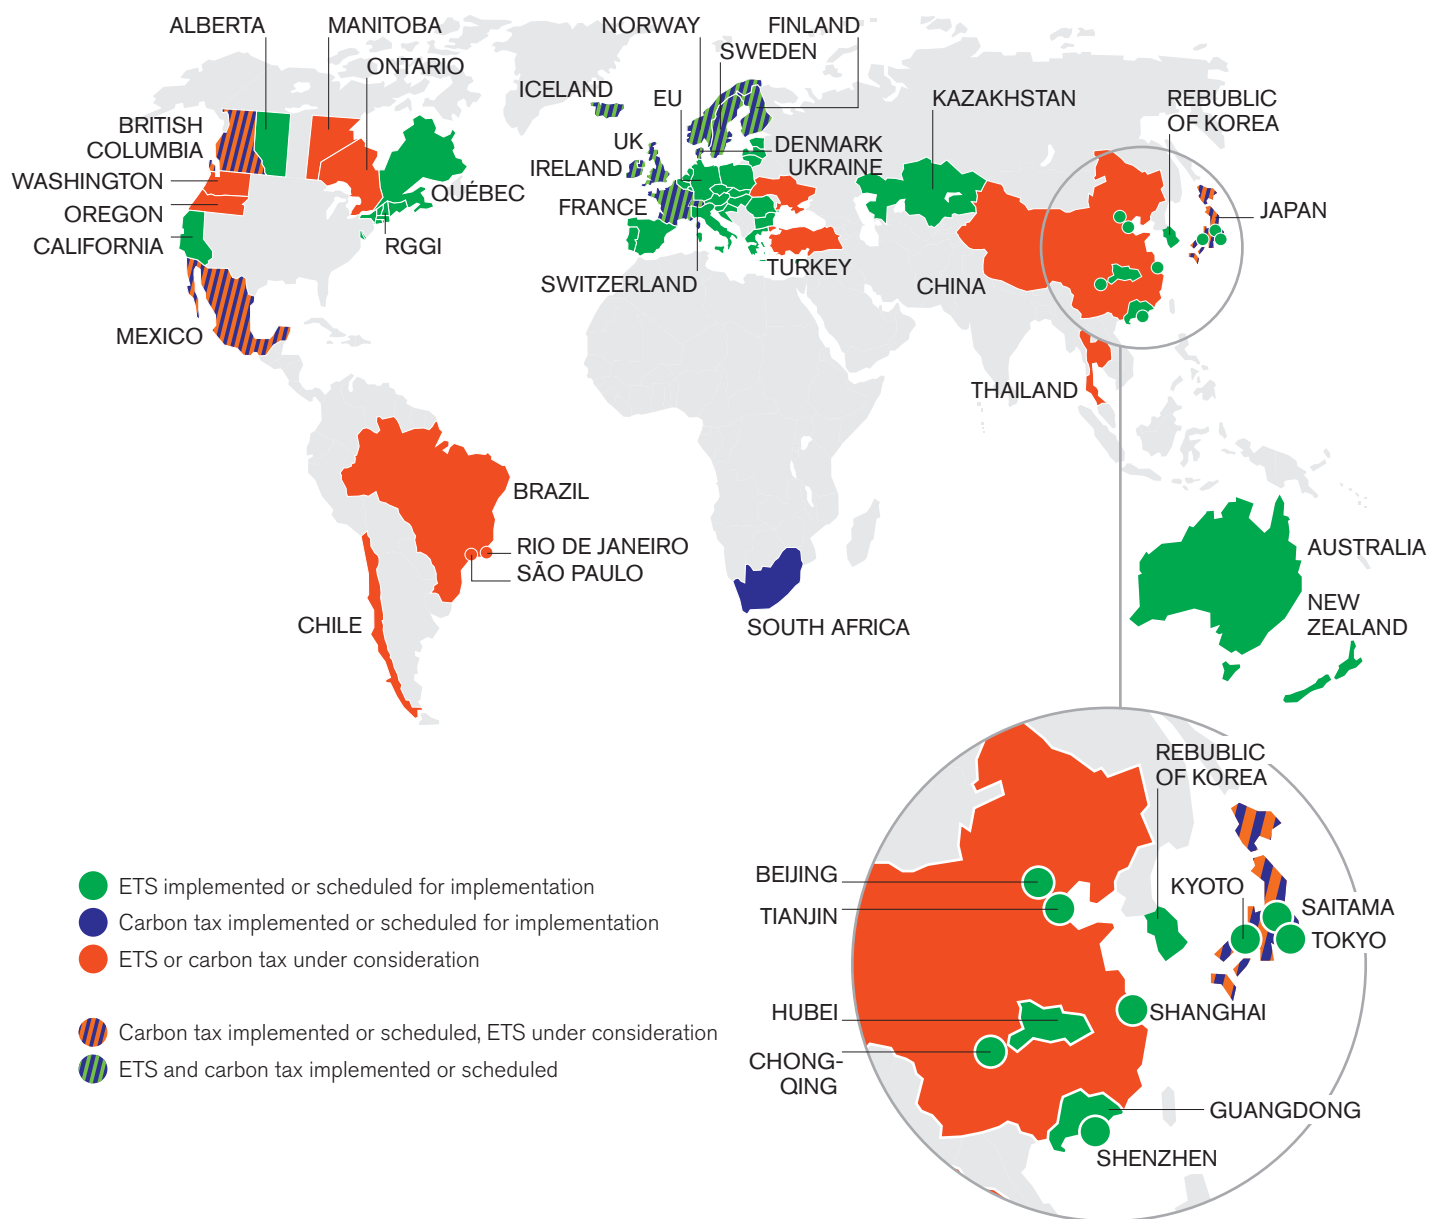 ALBERTA
MANITOBA
ONTARIO
NORWAY
FINLAND
SWEDEN
ICELAND
EU
KAZAKHSTAN
REBUBLIC
OF KOREA
BRITISH
COLUMBIA
UK
DENMARK
UKRAINE
IRELAND
WASHINGTON
QUÉBEC
FRANCE
OREGON
JAPAN
CALIFORNIA
RGGI
TURKEY
SWITZERLAND
CHINA
MEXICO
THAILAND
BRAZIL
RIO DE JANEIRO
SÃO PAULO
AUSTRALIA
NEW
ZEALAND
CHILE
SOUTH AFRICA
REBUBLIC
OF KOREA
BEIJING
KYOTO
TIANJIN
SAITAMA
TOKYO
HUBEI
SHANGHAI
CHONG-
QING
GUANGDONG
SHENZHEN
ETS implemented or scheduled for implementation
Carbon tax implemented or scheduled for implementation
ETS or carbon tax under consideration
Carbon tax implemented or scheduled, ETS under consideration
ETS and carbon tax implemented or scheduled